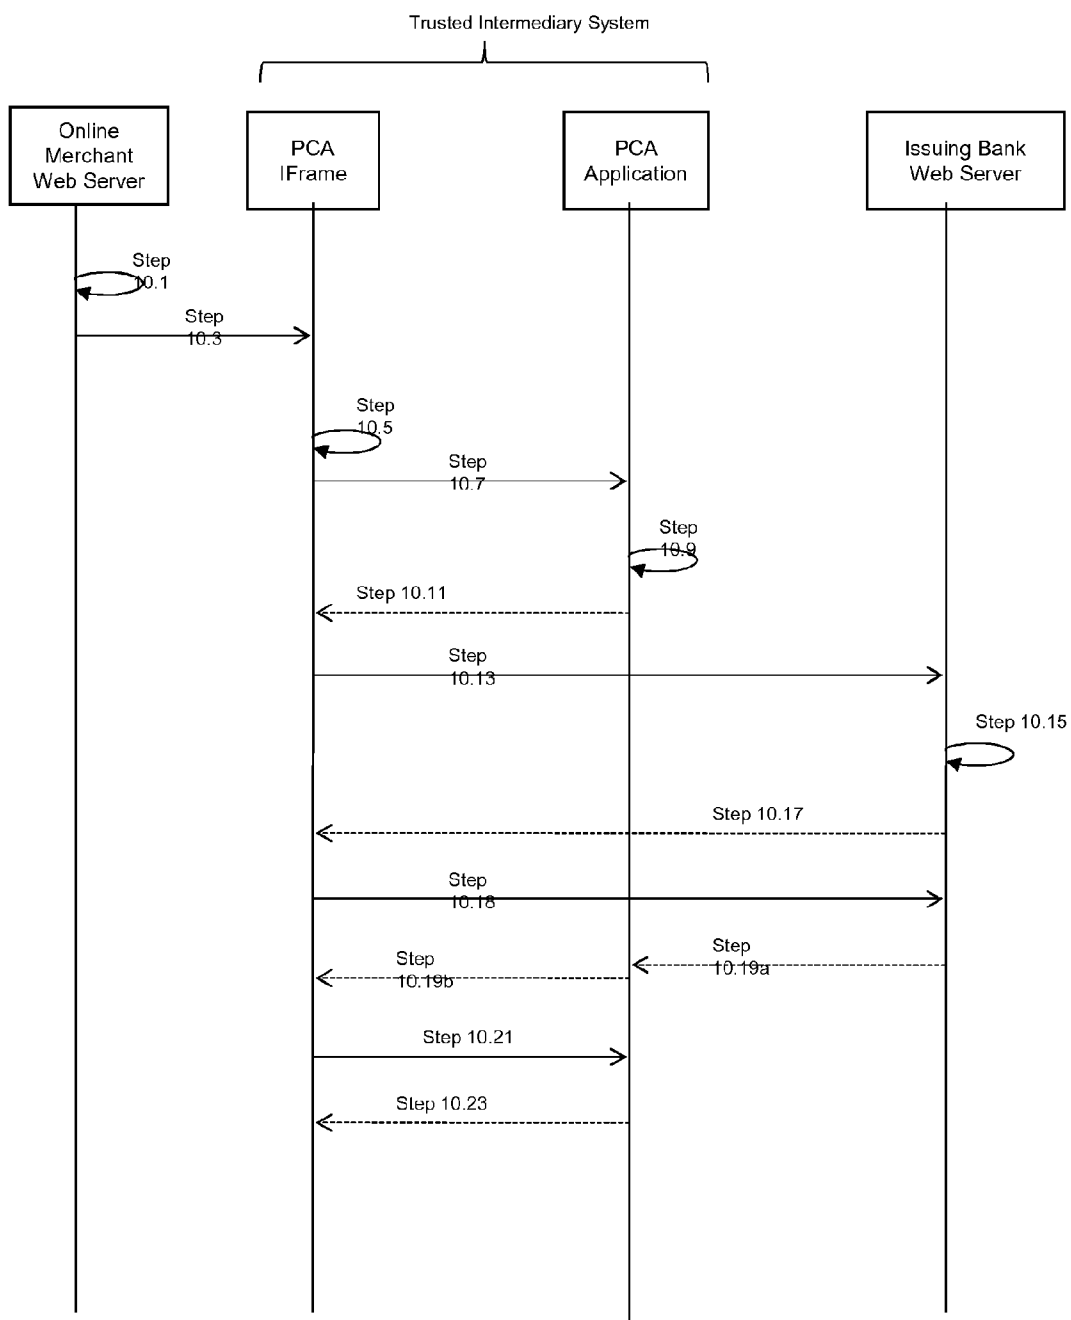 Trusted Intermediary System
Online
Merchant
Web Server
PCA
IFrame
PCA
Application
Issuing Bank
Web Server
Step
10.1
Step
10.3
Step
10.5
Step
10.7
Step
10.9
Step 10.11
Step
10.13
Step 10.15
Step 10.17
Step
10.18
Step
10.19a
Step
10.19b
Step 10.21
Step 10.23